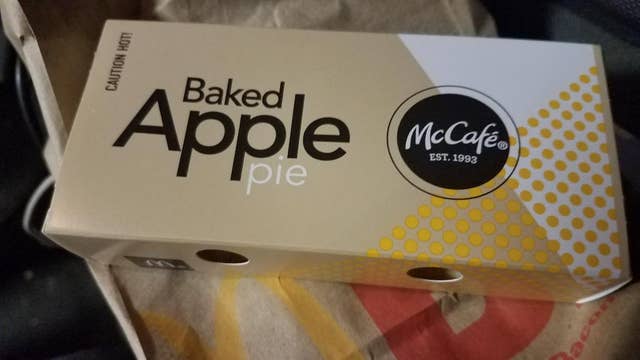 CAUTION HOT!
Baked
Apple
pie
McCafé®
EST. 1993